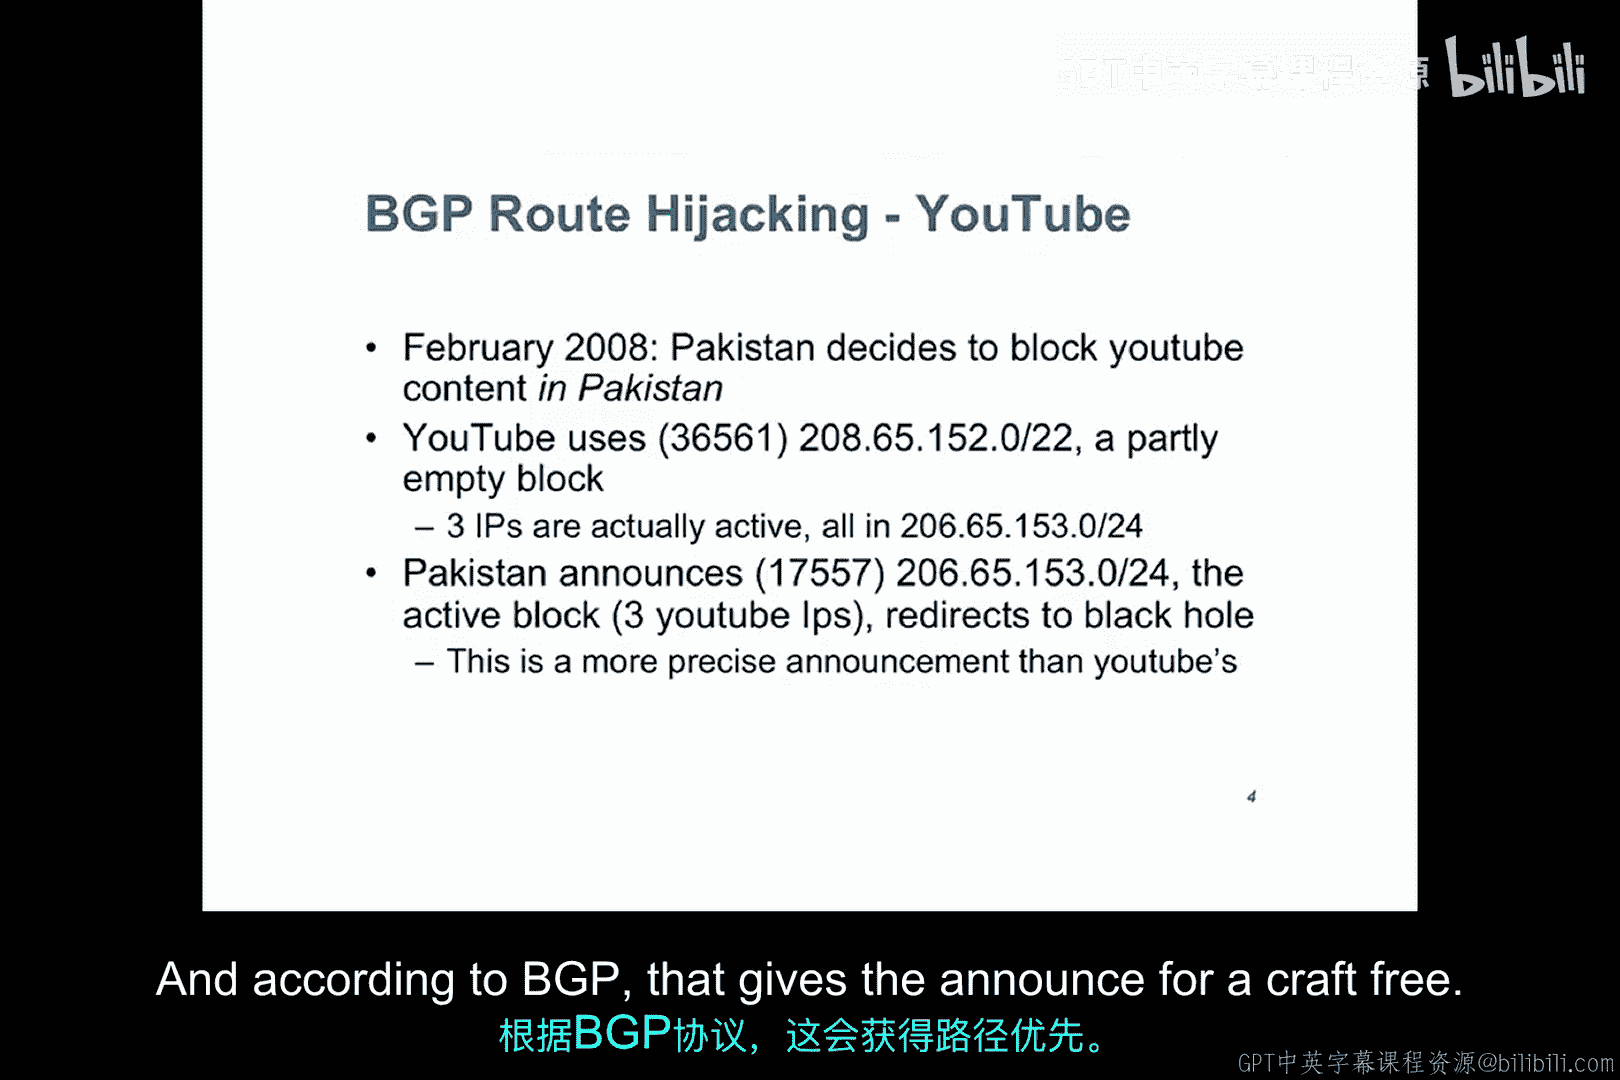 bilibili
BGP Route Hijacking - YouTube
• February 2008: Pakistan decides to block youtube
content in Pakistan
• YouTube uses (36561) 208.65.152.0/22, a partly
empty block
– 3 IPs are actually active, all in 206.65.153.0/24
• Pakistan announces (17557) 206.65.153.0/24, the
active block (3 youtube Ips), redirects to black hole
– This is a more precise announcement than youtube’s
4
And according to BGP, that gives the announce for a craft free.
根据BGP协议，这会获得路径优先。
GPT中英字幕课程资源@bilibili.com